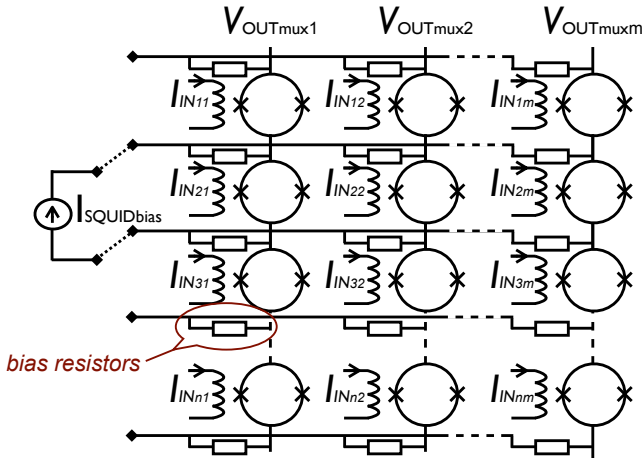 VOUTmux1 VOUTmux2 VOUTmuxm
IIN11 IIN12 IIN1m
IIN21 IIN22 IIN2m
ISQUIDbias
IIN31 IIN32 IIN3m
bias resistors
IINn1 IINn2 IINnm